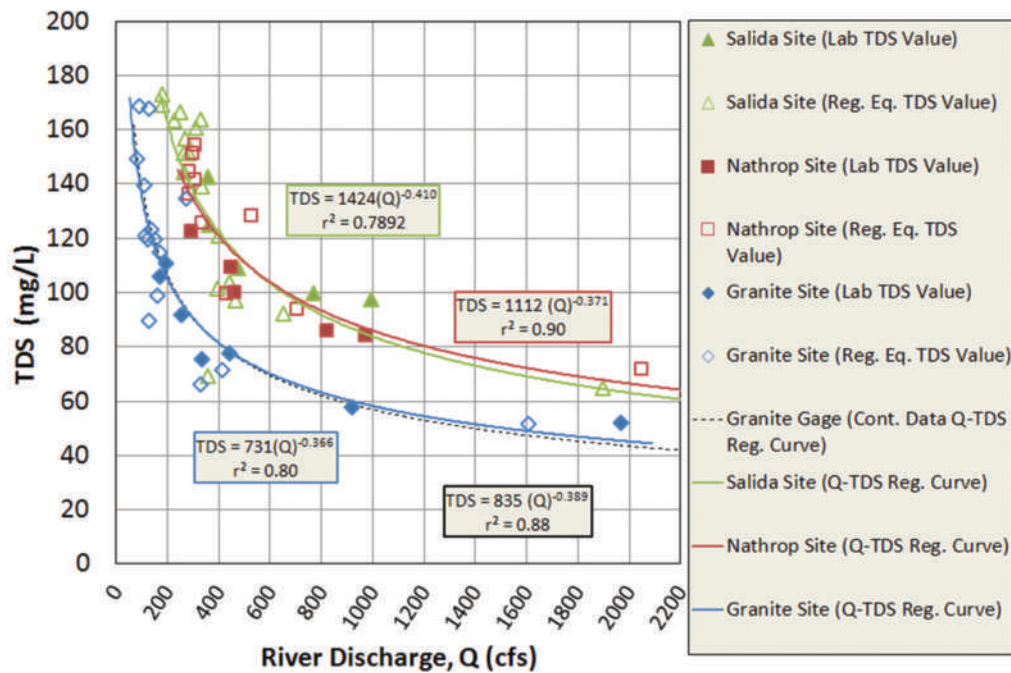 200
180
160
140
120
100
80
60
40
20
0
TDS (mg/L)
0
200
400
600
800
1000
1200
1400
1600
1800
2000
2200
River Discharge, Q (cfs)
TDS = 1424(Q)^-0.410
r² = 0.7892
TDS = 1112 (Q)^-0.371
r² = 0.90
TDS = 731(Q)^-0.366
r² = 0.80
TDS = 835 (Q)^-0.389
r² = 0.88
Salida Site (Lab TDS Value)
Salida Site (Reg. Eq. TDS Value)
Nathrop Site (Lab TDS Value)
Nathrop Site (Reg. Eq. TDS
Value)
Granite Site (Lab TDS Value)
Granite Site (Reg. Eq. TDS Value)
Granite Gage (Cont. Data Q-TDS
Reg. Curve)
Salida Site (Q-TDS Reg. Curve)
Nathrop Site (Q-TDS Reg. Curve)
Granite Site (Q-TDS Reg. Curve)